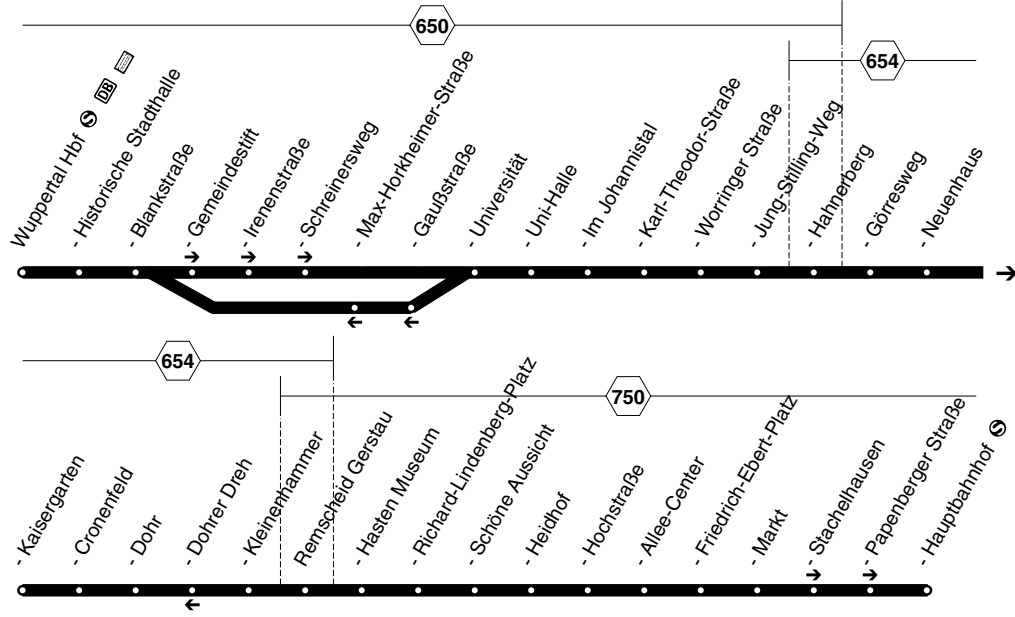 650
654
Wuppertal Hbf S DB
- Historische Stadthalle
- Blankstraße
- Gemeindestift
- Irenenstraße
- Schreinersweg
- Max-Horkheimer-Straße
- Gaußstraße
- Universität
- Uni-Halle
- Im Johannistal
- Karl-Theodor-Straße
- Worringer Straße
- Jung-Stilling-Weg
- Hahnerberg
- Görresweg
- Neuenhaus
654
750
- Kaisergarten
- Cronenfeld
- Dohr
- Dohrer Dreh
- Kleinenhammer
Remscheid Gerstau
- Hasten Museum
- Richard-Lindenberg-Platz
- Schöne Aussicht
- Heidhof
- Hochstraße
- Allee-Center
- Friedrich-Ebert-Platz
- Markt
- Stachelhausen
- Papenberger Straße
- Hauptbahnhof S